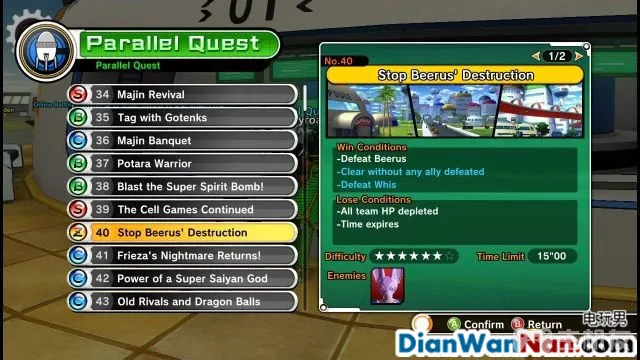 Parallel Quest
Parallel Quest
S 34 Majin Revival
B 35 Tag with Gotenks
C 36 Majin Banquet
B 37 Potara Warrior
B 38 Blast the Super Spirit Bomb!
S 39 The Cell Games Continued
Z 40 Stop Beerus' Destruction
C 41 Frieza's Nightmare Returns!
C 42 Power of a Super Saiyan God
C 43 Old Rivals and Dragon Balls
No.40
1/2
Stop Beerus' Destruction
Win Conditions
-Defeat Beerus
-Clear without any ally defeated
-Defeat Whis
Lose Conditions
-All team HP depleted
-Time expires
Difficulty ★★★★★★☆ Time Limit 15"00
Enemies
A Confirm B Return
电玩男
DianWanNan.com